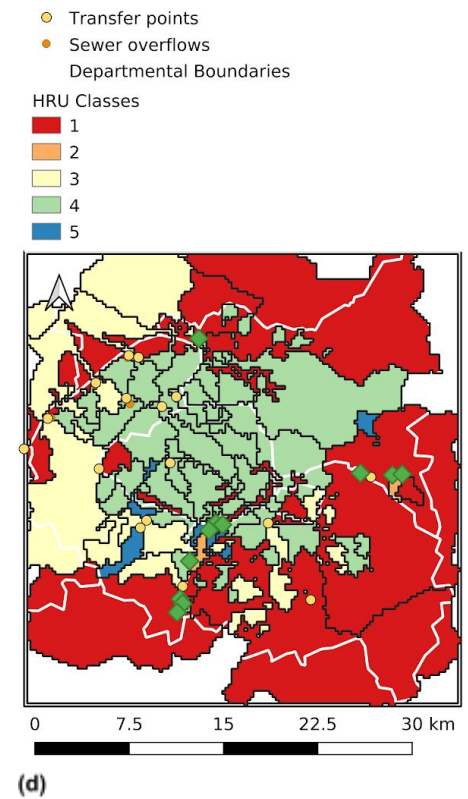 Transfer points
Sewer overflows
Departmental Boundaries
HRU Classes
1
2
3
4
5
0 7.5 15 22.5 30 km
(d)